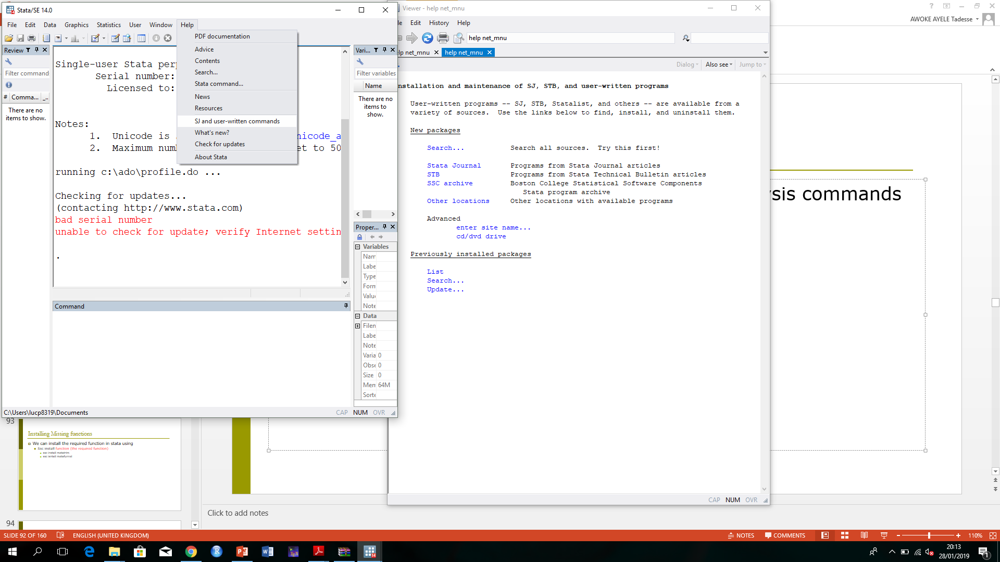 Stata/SE 14.0
File Edit Data Graphics Statistics User Window Help
PDF documentation
Advice
Contents
Search...
Stata command...
News
Resources
SJ and user-written commands
What's new?
Check for updates
About Stata
Review
Filter commands
# Comma... _..
There are no
items to show.
Single-user Stata
Serial number:
Licensed to:
Notes:
1. Unicode is
2. Maximum et to 50
running c:\ado\profile.do ...
Checking for updates...
(contacting http://www.stata.com)
bad serial number
unable to check for update; verify Internet settin
.
Command
Vari...
Filter variables
Name
There are no
items to
show.
Proper...
Variables
Nam
Labe
Type
Form
Valu
Note
Data
Filen
Labe
Note
Varia 0
Obse 0
Size 0
Mem 64M
Sorte
C:\Users\lucp8319\Documents
CAP NUM OVR
Viewer - help net_mnu
Edit History Help
help net_mnu
lp net_mnu help net_mnu
Dialog Also see Jump to
nstallation and maintenance of SJ, STB, and user-written programs
User-written programs -- SJ, STB, Statalist, and others -- are available from a
variety of sources. Use the links below to find, install, and uninstall them.
New packages
Search... Search all sources. Try this first!
Stata Journal Programs from Stata Journal articles
STB Programs from Stata Technical Bulletin articles
SSC archive Boston College Statistical Software Components
Stata program archive
Other locations Other locations with available programs
Advanced
enter site name...
cd/dvd drive
Previously installed packages
List
Search...
Update...
CAP NUM OVR
AWOKE AYELE Tadesse
ysis commands
93
Installing Missing functions
We can install the required function in stata using
Ssc install function (the required function)
ssc install metatrim
ssc isntall metafunnel
94
Click to add notes
SLIDE 92 OF 160 ENGLISH (UNITED KINGDOM)
NOTES COMMENTS 110%
20:13
28/01/2019
1